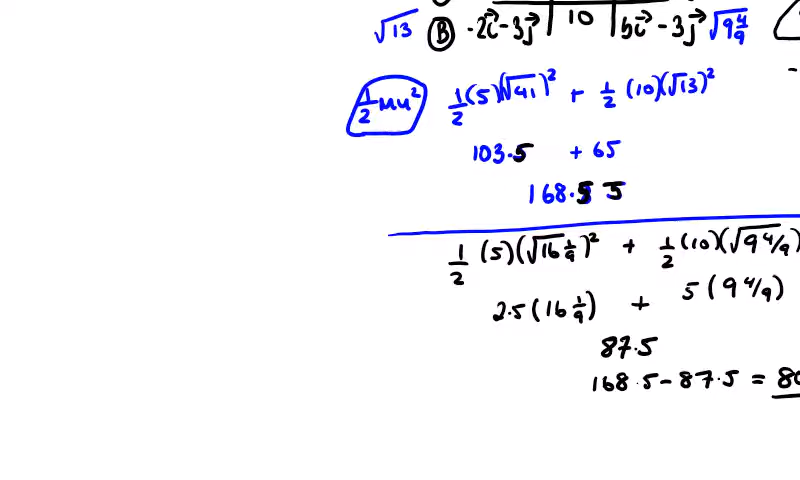 √13 B -2i⃗ - 3j⃗ | 10 | 5i⃗ - 3j⃗ √9 4/9
1/2 mu² 1/2 (5)(√41)² + 1/2 (10)(√13)²
103.5 + 65
168.5 J
1/2 (5)(√16 1/9)² + 1/2 (10)(√9 4/9)
2.5 (16 1/9) + 5 (9 4/9)
87.5
168.5 - 87.5 =